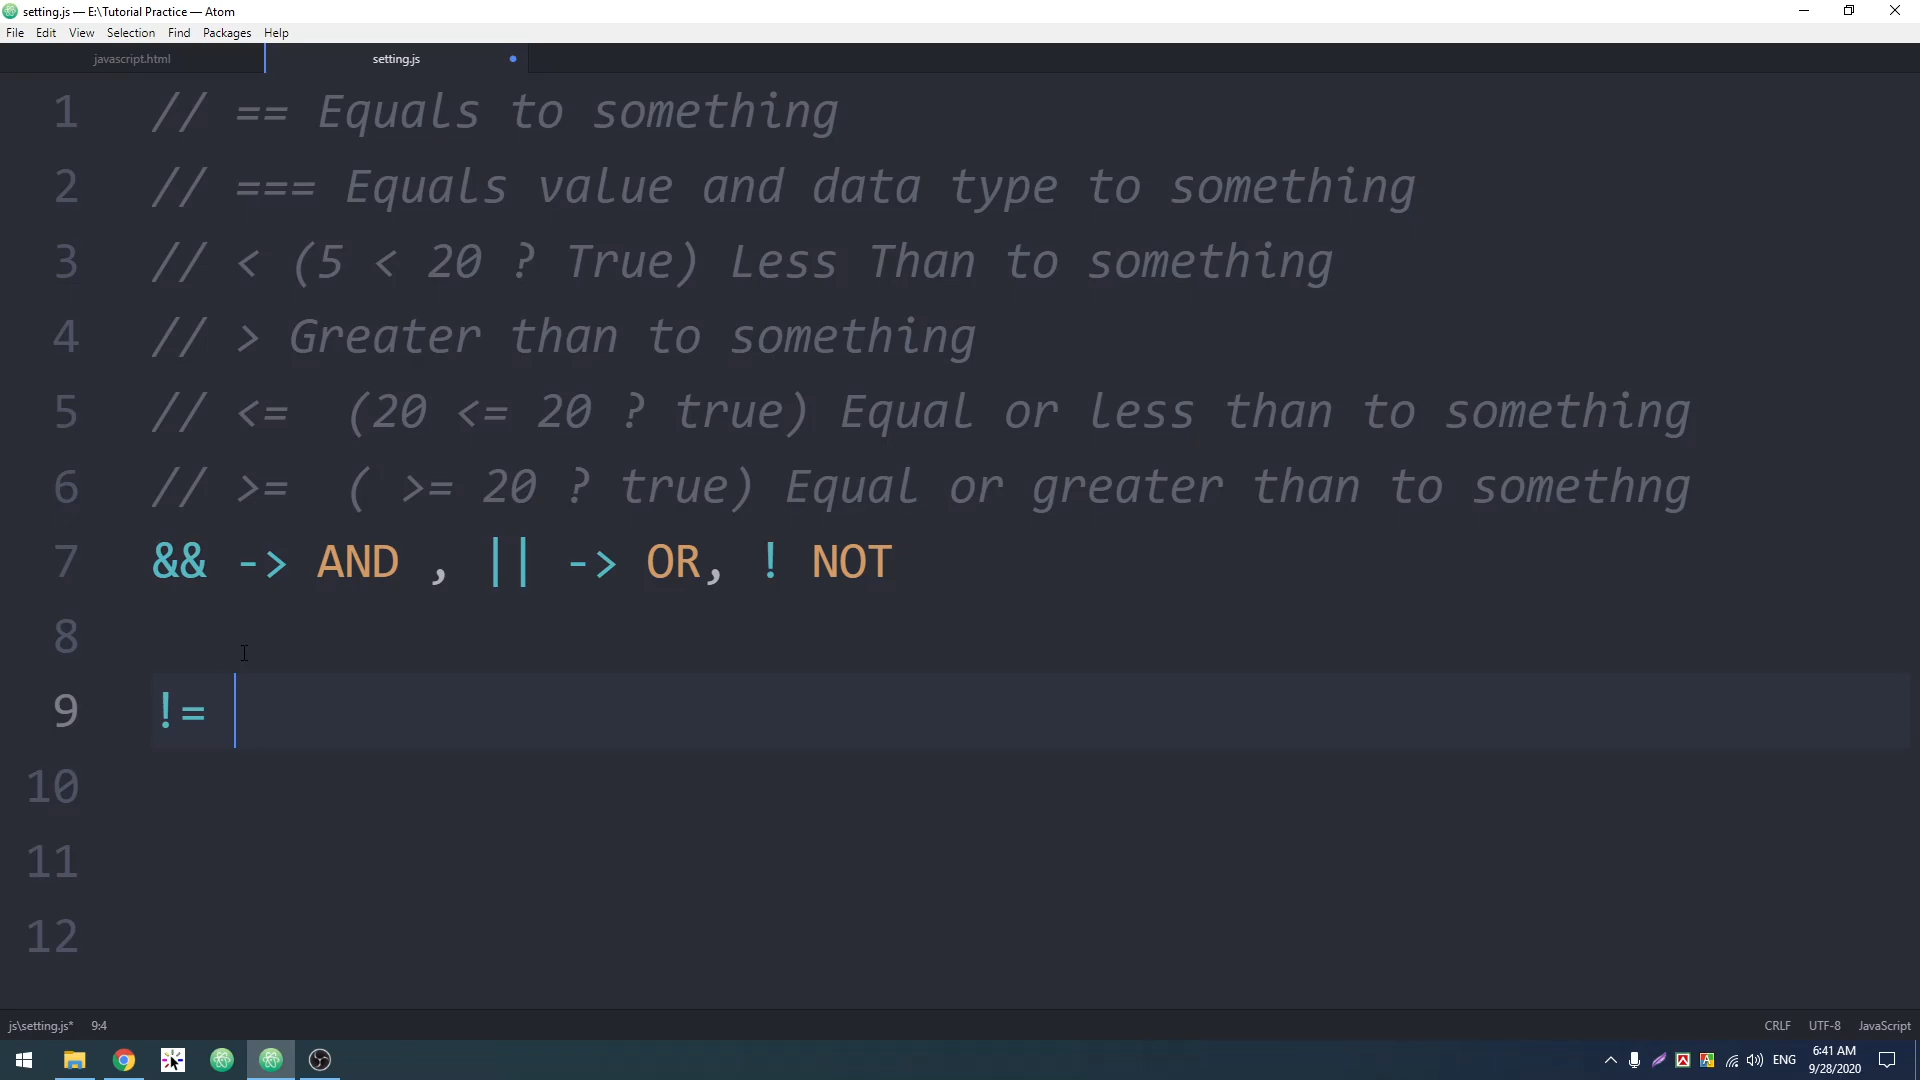 setting.js — E:\Tutorial Practice — Atom
File Edit View Selection Find Packages Help
javascript.html setting.js
1 // == Equals to something
2 // === Equals value and data type to something
3 // < (5 < 20 ? True) Less Than to something
4 // > Greater than to something
5 // <=  (20 <= 20 ? true) Equal or less than to something
6 // >=  ( >= 20 ? true) Equal or greater than to somethng
7 && -> AND , || -> OR, ! NOT
8
9 !=
10
11
12
js\setting.js* 9:4 CRLF UTF-8 JavaScript
ENG 6:41 AM
9/28/2020